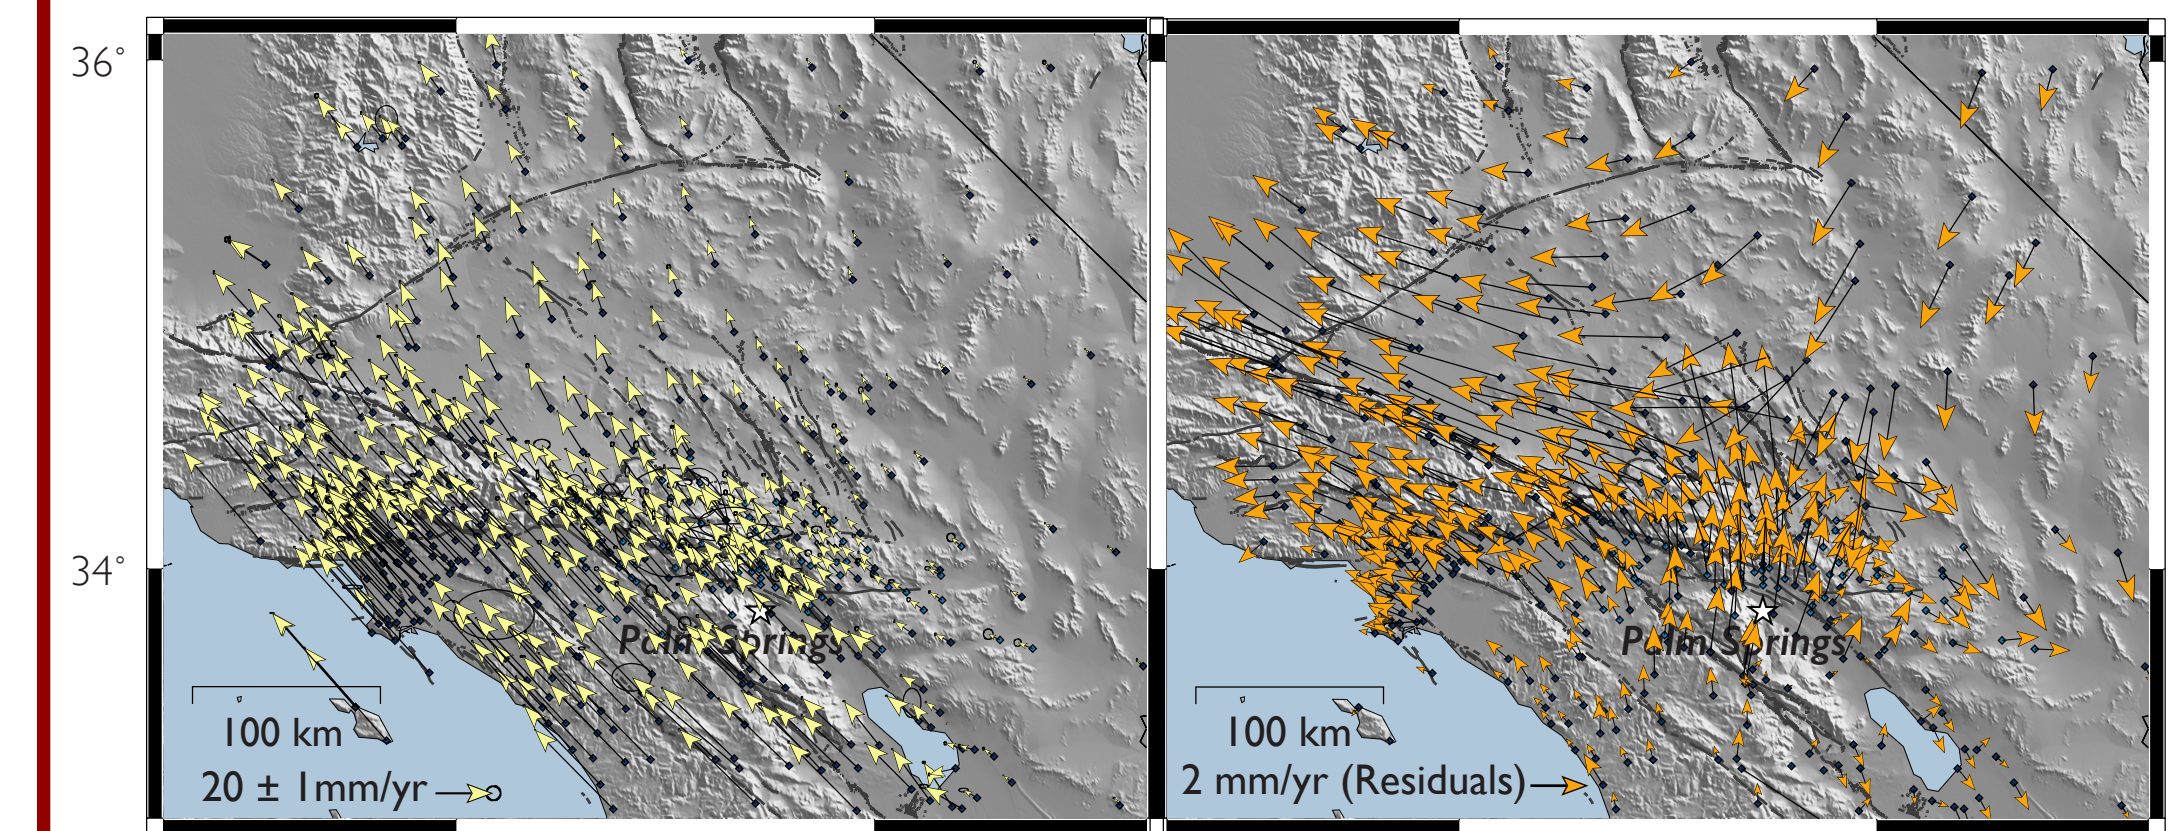 36°
34°
Palm Springs
100 km
20 ± 1mm/yr
Palm Springs
100 km
2 mm/yr (Residuals)